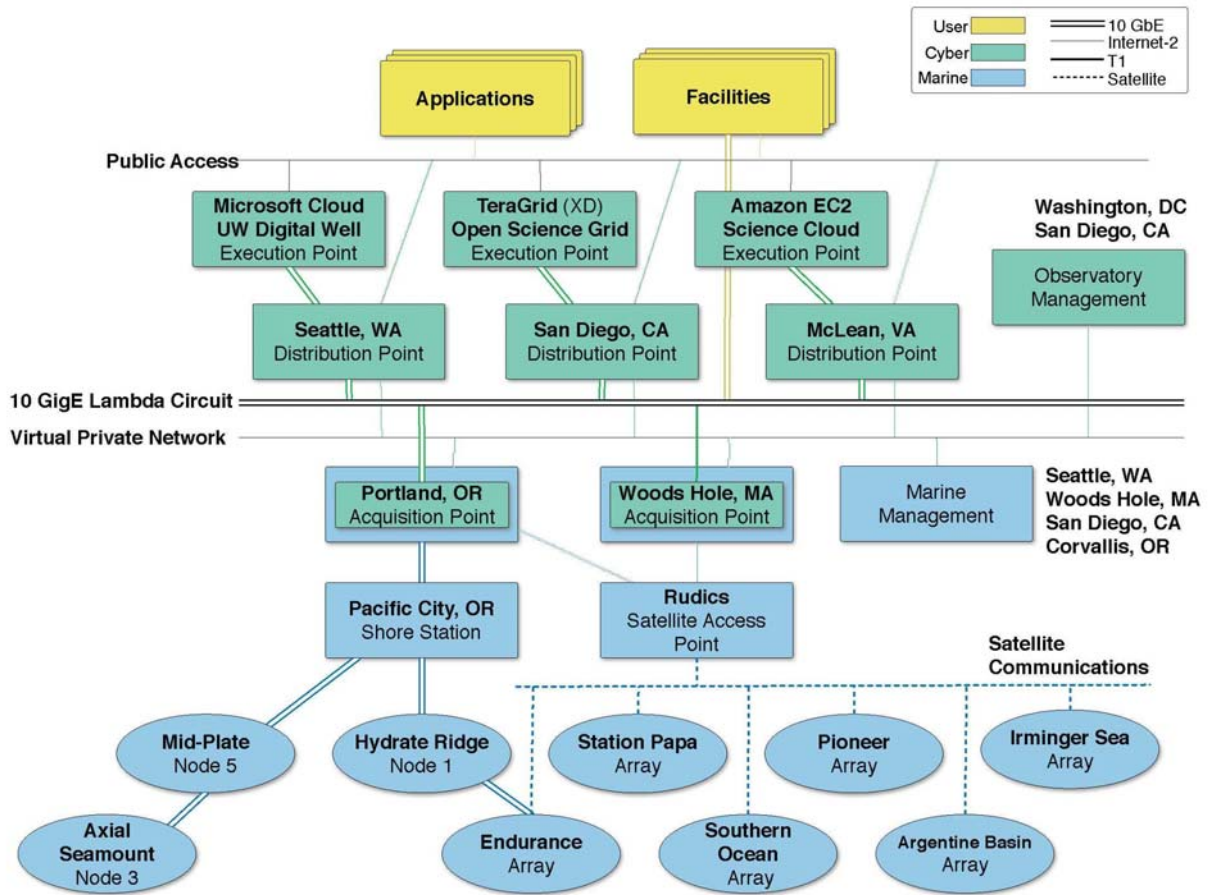 User
Cyber
Marine
10 GbE
Internet-2
T1
Satellite
Applications
Facilities
Public Access
Microsoft Cloud
UW Digital Well
Execution Point
TeraGrid (XD)
Open Science Grid
Execution Point
Amazon EC2
Science Cloud
Execution Point
Washington, DC
San Diego, CA
Observatory
Management
Seattle, WA
Distribution Point
San Diego, CA
Distribution Point
McLean, VA
Distribution Point
10 GigE Lambda Circuit
Virtual Private Network
Portland, OR
Acquisition Point
Woods Hole, MA
Acquisition Point
Marine
Management
Seattle, WA
Woods Hole, MA
San Diego, CA
Corvallis, OR
Pacific City, OR
Shore Station
Rudics
Satellite Access
Point
Satellite
Communications
Mid-Plate
Node 5
Hydrate Ridge
Node 1
Station Papa
Array
Pioneer
Array
Irminger Sea
Array
Axial
Seamount
Node 3
Endurance
Array
Southern
Ocean
Array
Argentine Basin
Array